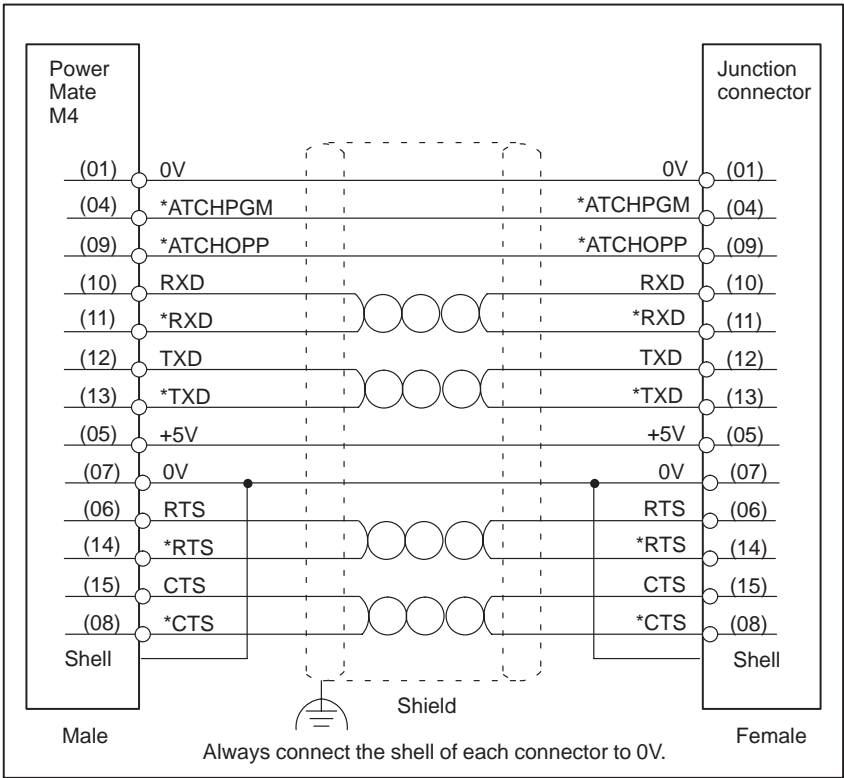 Power Mate M4 Junction connector
(01) 0V 0V (01)
(04) *ATCHPGM *ATCHPGM (04)
(09) *ATCHOPP *ATCHOPP (09)
(10) RXD RXD (10)
(11) *RXD *RXD (11)
(12) TXD TXD (12)
(13) *TXD *TXD (13)
(05) +5V +5V (05)
(07) 0V 0V (07)
(06) RTS RTS (06)
(14) *RTS *RTS (14)
(15) CTS CTS (15)
(08) *CTS *CTS (08)
Shell Shell
Shield
Male Female
Always connect the shell of each connector to 0V.